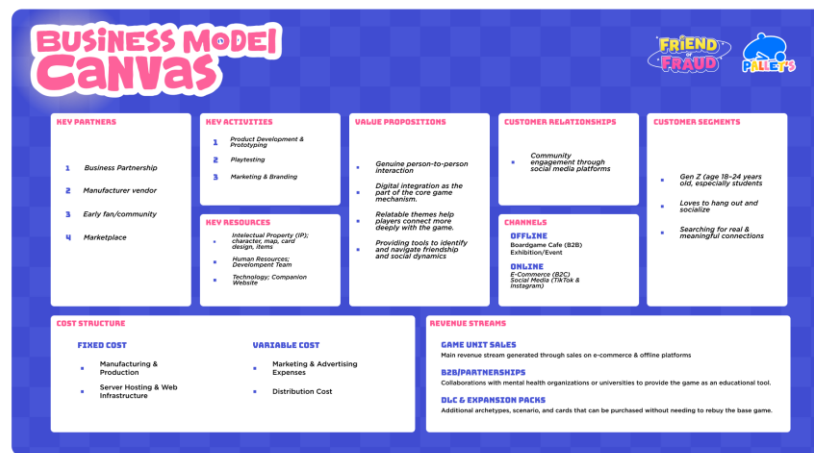 BUSINESS MODEL
CANVAS
FRIEND
OR
FRAUD
PALLET'S
KEY PARTNERS
1 Business Partnership
2 Manufacturer vendor
3 Early fan/community
4 Marketplace
KEY ACTIVITIES
1 Product Development &
Prototyping
2 Playtesting
3 Marketing & Branding
KEY RESOURCES
Intelectual Property (IP);
character, map, card
design, items
Human Resources;
Development Team
Technology; Companion
Website
VALUE PROPOSITIONS
Genuine person-to-person
interaction
Digital integration as the
part of the core game
mechanism.
Relatable themes help
players connect more
deeply with the game.
Providing tools to identify
and navigate friendship
and social dynamics
CUSTOMER RELATIONSHIPS
Community
engagement through
social media platforms
CHANNELS
OFFLINE
Boardgame Cafe (B2B)
Exhibition/Event
ONLINE
E-Commerce (B2C)
Social Media (TikTok &
Instagram)
CUSTOMER SEGMENTS
Gen Z (age 18-24 years
old, especially students
Loves to hang out and
socialize
Searching for real &
meaningful connections
COST STRUCTURE
FIXED COST
Manufacturing &
Production
Server Hosting & Web
Infrastructure
VARIABLE COST
Marketing & Advertising
Expenses
Distribution Cost
REVENUE STREAMS
GAME UNIT SALES
Main revenue stream generated through sales on e-commerce & offline platforms
B2B/PARTNERSHIPS
Collaborations with mental health organizations or universities to provide the game as an educational tool.
DLC & EXPANSION PACKS
Additional archetypes, scenario, and cards that can be purchased without needing to rebuy the base game.